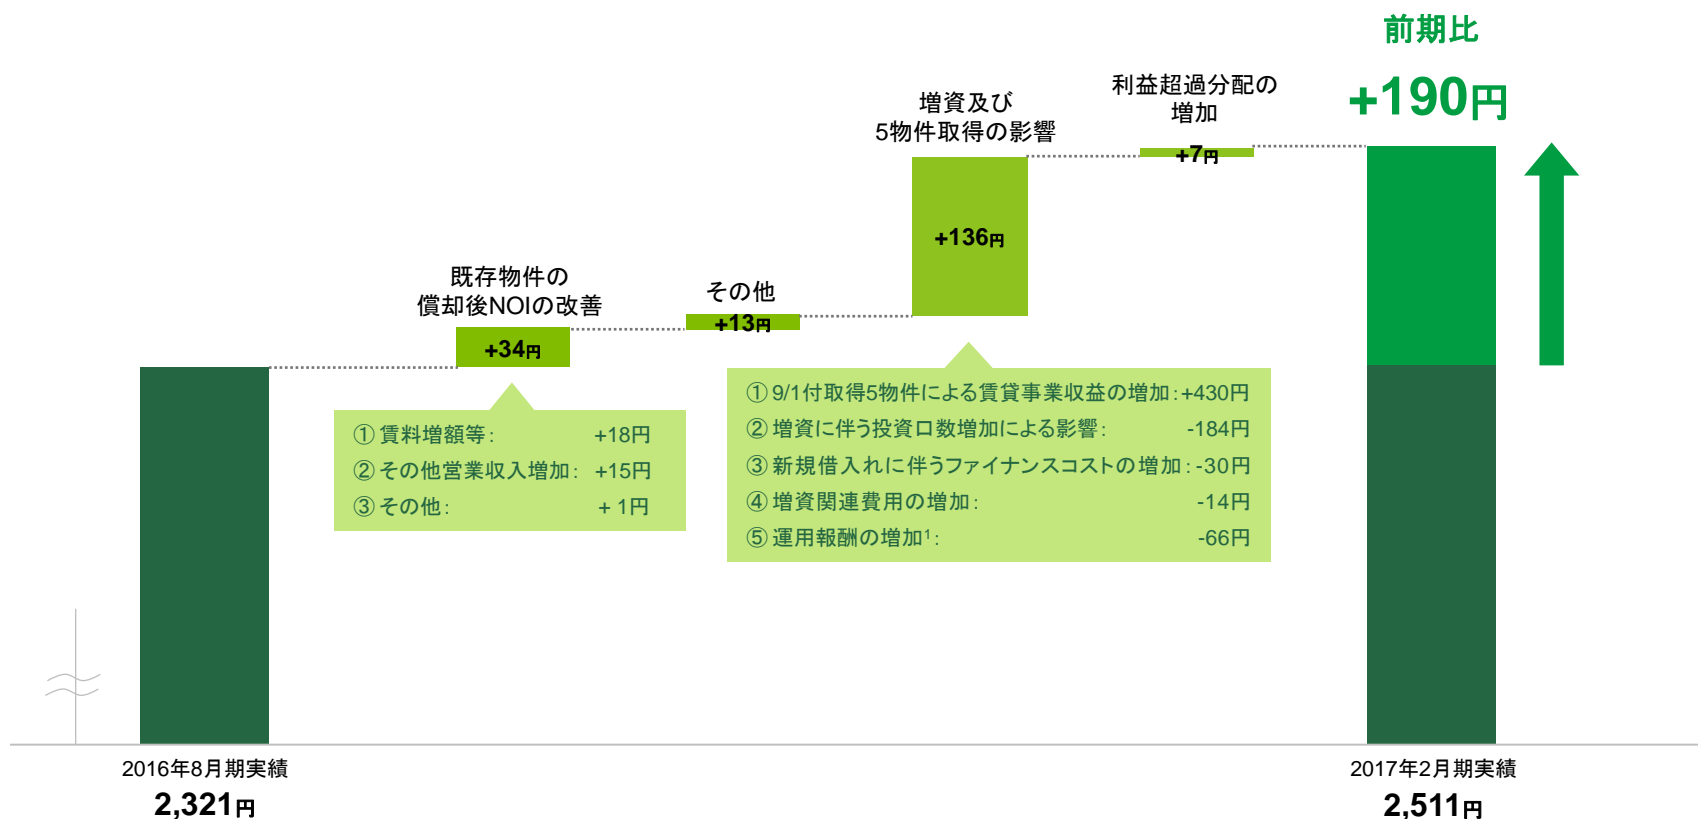 前期比
+190円
利益超過分配の
増加
+7円
増資及び
5物件取得の影響
+136円
既存物件の
償却後NOIの改善
+34円
その他
+13円
① 賃料増額等: +18円
② その他営業収入増加: +15円
③ その他: + 1円
① 9/1付取得5物件による賃貸事業収益の増加:+430円
② 増資に伴う投資口数増加による影響: -184円
③ 新規借入れに伴うファイナンスコストの増加: -30円
④ 増資関連費用の増加: -14円
⑤ 運用報酬の増加¹: -66円
2016年8月期実績
2,321円
2017年2月期実績
2,511円